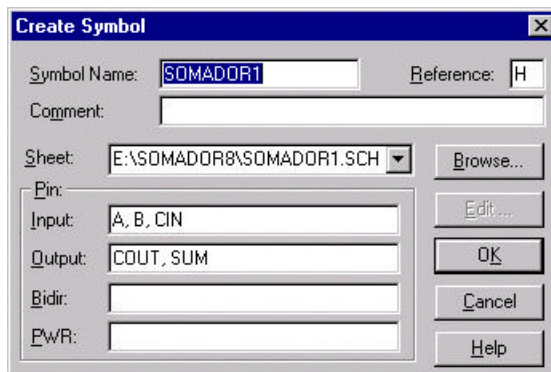 Create Symbol
Symbol Name: SOMADOR1 Reference: H
Comment:
Sheet: E:\SOMADOR8\SOMADOR1.SCH Browse...
Pin:
Input: A, B, CIN Edit ...
Output: COUT, SUM OK
Bidir: Cancel
PWR: Help